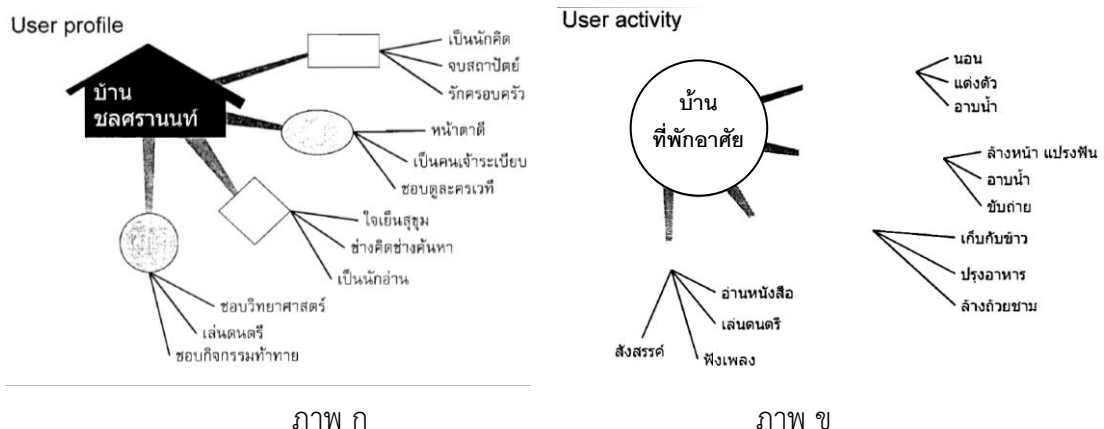 User profile
บ้าน
ชลศรานนท์
เป็นนักคิด
จบสถาปัตย์
รักครอบครัว
หน้าตาดี
เป็นคนเจ้าระเบียบ
ชอบดูละครเวที
ใจเย็นสุขุม
ช่างคิดช่างค้นหา
เป็นนักอ่าน
ชอบวิทยาศาสตร์
เล่นดนตรี
ชอบกิจกรรมท้าทาย
ภาพ ก
User activity
บ้าน
ที่พักอาศัย
นอน
แต่งตัว
อาบน้ำ
ล้างหน้า แปรงฟัน
อาบน้ำ
ขับถ่าย
เก็บกับข้าว
ปรุงอาหาร
ล้างถ้วยชาม
อ่านหนังสือ
เล่นดนตรี
ฟังเพลง
สังสรรค์
ภาพ ข